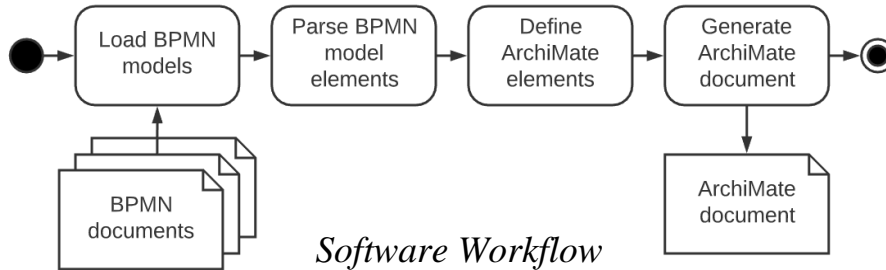 Load BPMN
models
Parse BPMN
model
elements
Define
ArchiMate
elements
Generate
ArchiMate
document
BPMN
documents
ArchiMate
document
Software Workflow